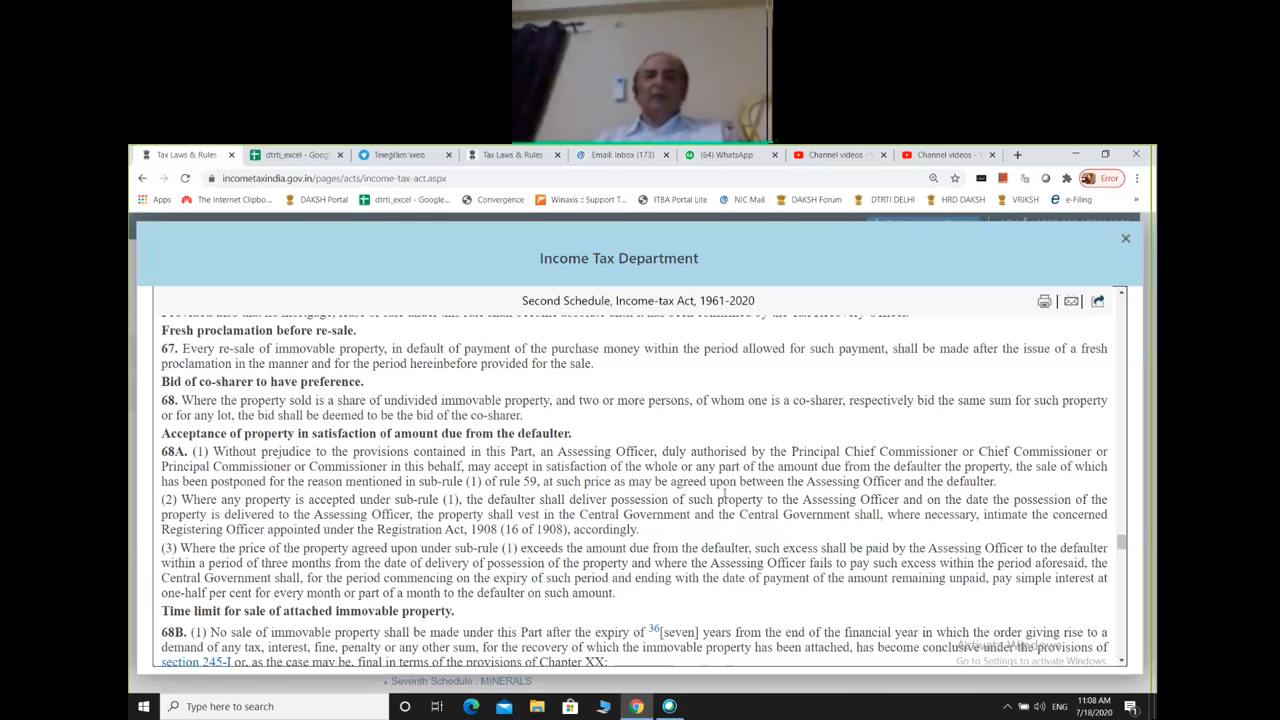 Tax Laws & Rules
dtrti_excel - Goog
Telegram Web
Tax Laws & Rules
Email: Inbox (173)
(64) WhatsApp
Channel videos - Y
Channel videos - Y
incometaxindia.gov.in/pages/acts/income-tax-act.aspx
Error
Apps
The Internet Clipbo...
DAKSH Portal
dtrti_excel - Google...
Convergence
Winaxis :: Support T...
ITBA Portal Lite
NIC Mail
DAKSH Forum
DTRTI DELHI
HRD DAKSH
VRIKSH
e-Filing
»
Income Tax Department
Second Schedule, Income-tax Act, 1961-2020
Fresh proclamation before re-sale.
67. Every re-sale of immovable property, in default of payment of the purchase money within the period allowed for such payment, shall be made after the issue of a fresh
proclamation in the manner and for the period hereinbefore provided for the sale.
Bid of co-sharer to have preference.
68. Where the property sold is a share of undivided immovable property, and two or more persons, of whom one is a co-sharer, respectively bid the same sum for such property
or for any lot, the bid shall be deemed to be the bid of the co-sharer.
Acceptance of property in satisfaction of amount due from the defaulter.
68A. (1) Without prejudice to the provisions contained in this Part, an Assessing Officer, duly authorised by the Principal Chief Commissioner or Chief Commissioner or
Principal Commissioner or Commissioner in this behalf, may accept in satisfaction of the whole or any part of the amount due from the defaulter the property, the sale of which
has been postponed for the reason mentioned in sub-rule (1) of rule 59, at such price as may be agreed upon between the Assessing Officer and the defaulter.
(2) Where any property is accepted under sub-rule (1), the defaulter shall deliver possession of such property to the Assessing Officer and on the date the possession of the
property is delivered to the Assessing Officer, the property shall vest in the Central Government and the Central Government shall, where necessary, intimate the concerned
Registering Officer appointed under the Registration Act, 1908 (16 of 1908), accordingly.
(3) Where the price of the property agreed upon under sub-rule (1) exceeds the amount due from the defaulter, such excess shall be paid by the Assessing Officer to the defaulter
within a period of three months from the date of delivery of possession of the property and where the Assessing Officer fails to pay such excess within the period aforesaid, the
Central Government shall, for the period commencing on the expiry of such period and ending with the date of payment of the amount remaining unpaid, pay simple interest at
one-half per cent for every month or part of a month to the defaulter on such amount.
Time limit for sale of attached immovable property.
68B. (1) No sale of immovable property shall be made under this Part after the expiry of 36[seven] years from the end of the financial year in which the order giving rise to a
demand of any tax, interest, fine, penalty or any other sum, for the recovery of which the immovable property has been attached, has become conclusive under the provisions of
section 245-I or, as the case may be, final in terms of the provisions of Chapter XX:
Activate Windows
Go to Settings to activate Windows.
Seventh Schedule : MINERALS
Type here to search
11:08 AM
7/18/2020